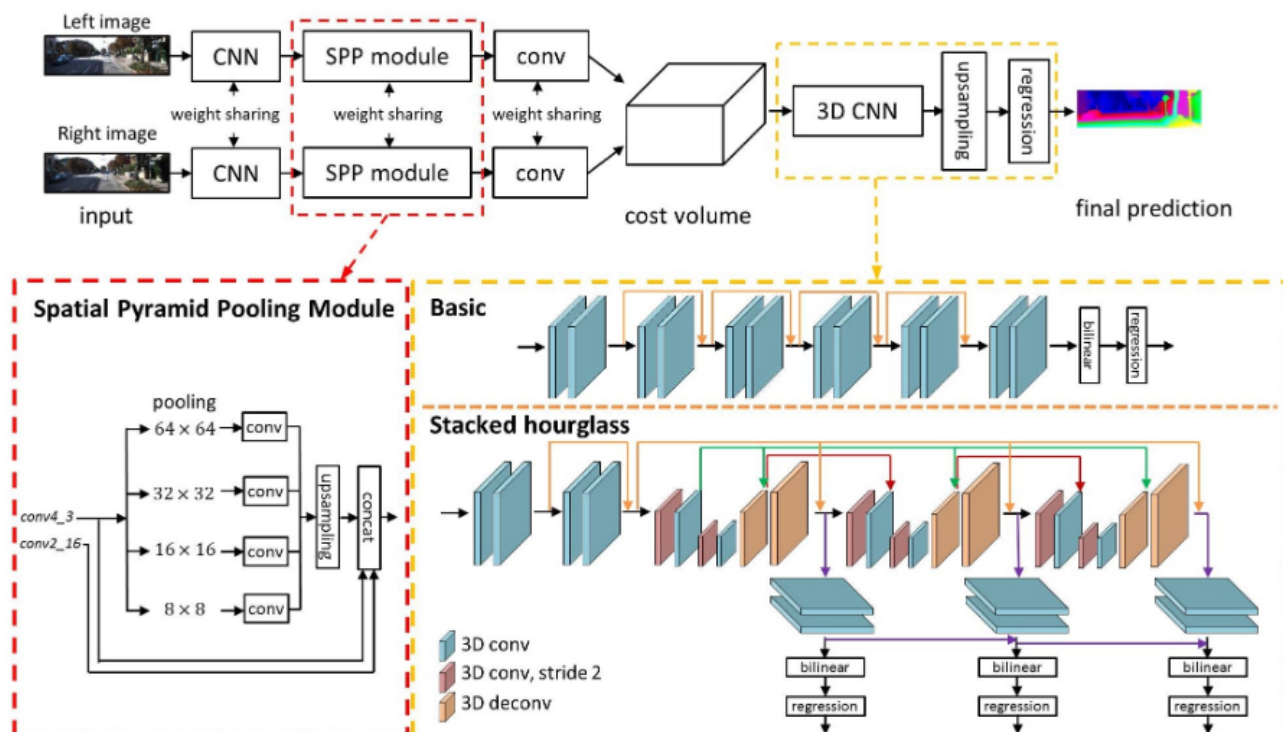 Left image
CNN
SPP module
conv
weight sharing
weight sharing
weight sharing
Right image
CNN
SPP module
conv
input
cost volume
3D CNN
upsampling
regression
final prediction
Spatial Pyramid Pooling Module
pooling
64 × 64
conv
32 × 32
conv
16 × 16
conv
8 × 8
conv
conv4_3
conv2_16
upsampling
concat
Basic
bilinear
regression
Stacked hourglass
3D conv
3D conv, stride 2
3D deconv
bilinear
bilinear
bilinear
regression
regression
regression